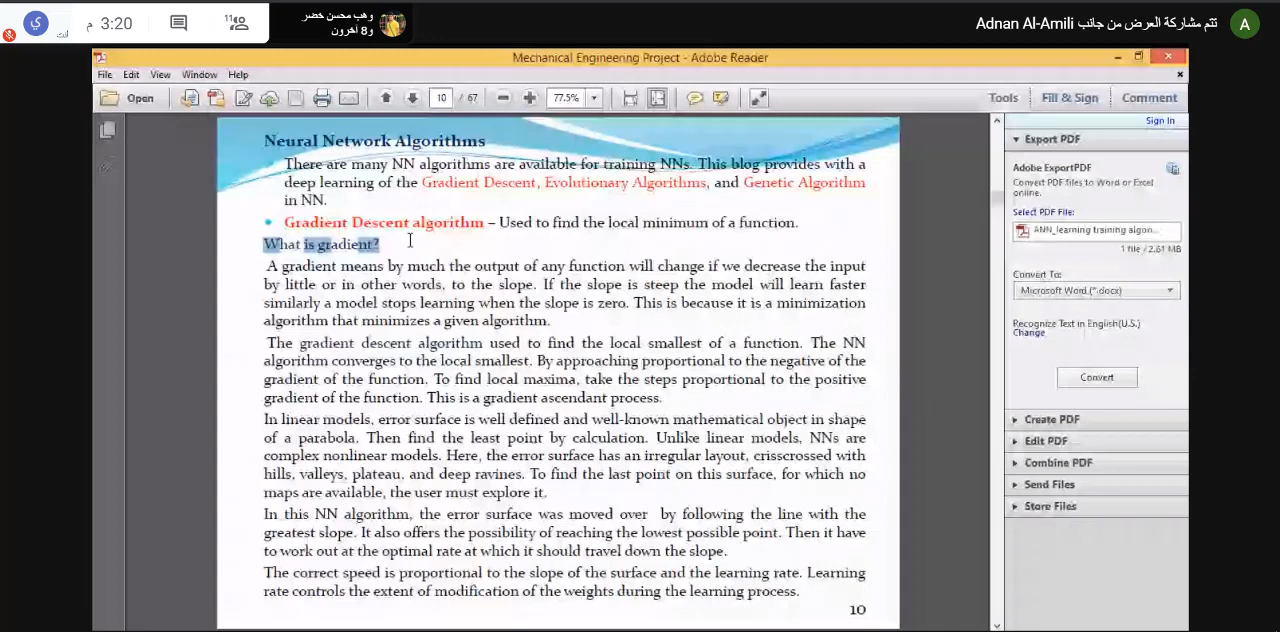 ي
أنت
3:20 م
11
وهب محسن خضر
و8 آخرون
تتم مشاركة العرض من جانب Adnan Al-Amili
A
Mechanical Engineering Project - Adobe Reader
File Edit View Window Help
Open
10 / 67
77.5%
Tools Fill & Sign Comment
Neural Network Algorithms
There are many NN algorithms are available for training NNs. This blog provides with a
deep learning of the Gradient Descent, Evolutionary Algorithms, and Genetic Algorithm
in NN.
• Gradient Descent algorithm – Used to find the local minimum of a function.
What is gradient?
A gradient means by much the output of any function will change if we decrease the input
by little or in other words, to the slope. If the slope is steep the model will learn faster
similarly a model stops learning when the slope is zero. This is because it is a minimization
algorithm that minimizes a given algorithm.
The gradient descent algorithm used to find the local smallest of a function. The NN
algorithm converges to the local smallest. By approaching proportional to the negative of the
gradient of the function. To find local maxima, take the steps proportional to the positive
gradient of the function. This is a gradient ascendant process.
In linear models, error surface is well defined and well-known mathematical object in shape
of a parabola. Then find the least point by calculation. Unlike linear models, NNs are
complex nonlinear models. Here, the error surface has an irregular layout, crisscrossed with
hills, valleys, plateau, and deep ravines. To find the last point on this surface, for which no
maps are available, the user must explore it.
In this NN algorithm, the error surface was moved over by following the line with the
greatest slope. It also offers the possibility of reaching the lowest possible point. Then it have
to work out at the optimal rate at which it should travel down the slope.
The correct speed is proportional to the slope of the surface and the learning rate. Learning
rate controls the extent of modification of the weights during the learning process.
10
Sign In
Export PDF
Adobe ExportPDF
Convert PDF files to Word or Excel
online.
Select PDF File:
ANN_learning training algon...
1 file / 2.61 MB
Convert To:
Microsoft Word (*.docx)
Recognize Text in English(U.S.)
Change
Convert
Create PDF
Edit PDF
Combine PDF
Send Files
Store Files